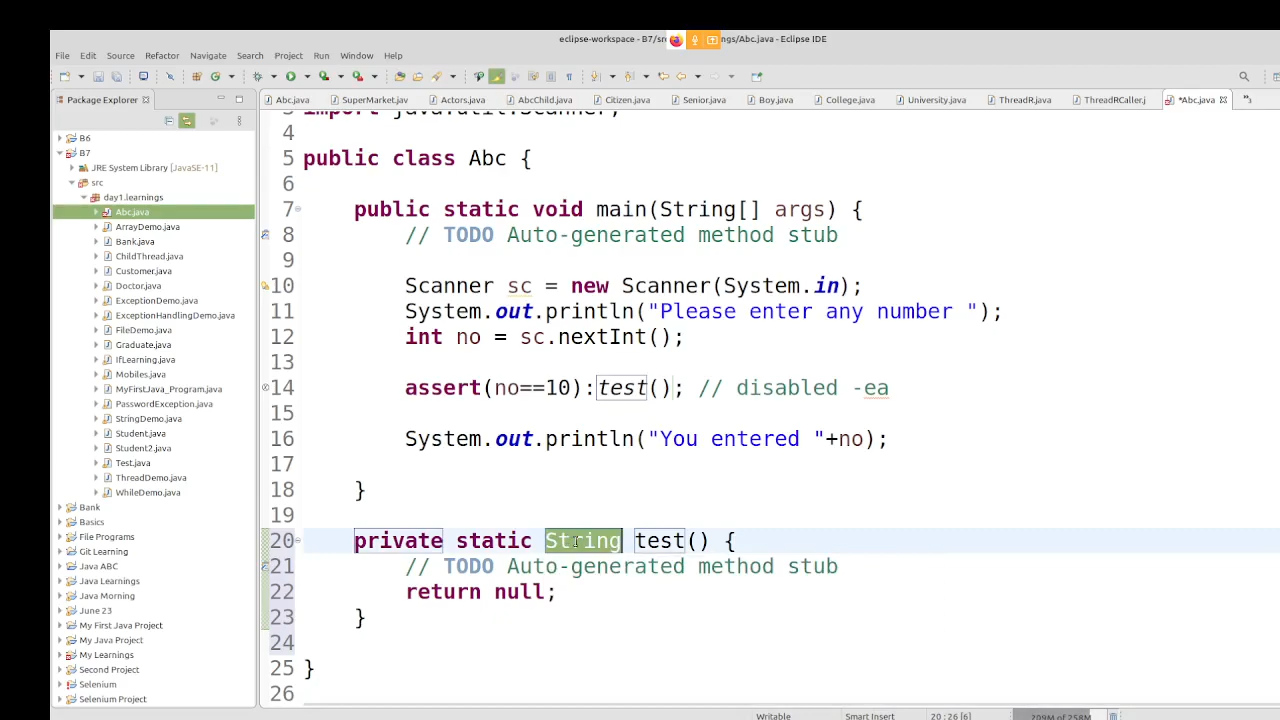 eclipse-workspace - B7/src ngs/Abc.java - Eclipse IDE
File Edit Source Refactor Navigate Search Project Run Window Help
Package Explorer
Abc.java SuperMarket.jav Actors.java AbcChild.java Citizen.java Senior.java Boy.java College.java University.java ThreadR.java ThreadRCaller.j *Abc.java
B6
B7
JRE System Library [JavaSE-11]
src
day1.learnings
Abc.java
ArrayDemo.java
Bank.java
ChildThread.java
Customer.java
Doctor.java
ExceptionDemo.java
ExceptionHandlingDemo.java
FileDemo.java
Graduate.java
IfLearning.java
Mobiles.java
MyFirstJava_Program.java
PasswordException.java
StringDemo.java
Student.java
Student2.java
Test.java
ThreadDemo.java
WhileDemo.java
Bank
Basics
File Programs
Git Learning
Java ABC
Java Learnings
Java Morning
June 23
My First Java Project
My Java Project
My Learnings
Second Project
Selenium
Selenium Project
3 import java.util.Scanner;
4
5 public class Abc {
6
7 public static void main(String[] args) {
8 // TODO Auto-generated method stub
9
10 Scanner sc = new Scanner(System.in);
11 System.out.println("Please enter any number ");
12 int no = sc.nextInt();
13
14 assert(no==10):test(); // disabled -ea
15
16 System.out.println("You entered "+no);
17
18 }
19
20 private static String test() {
21 // TODO Auto-generated method stub
22 return null;
23 }
24
25 }
26
Writable Smart Insert 20 : 26 [6] 209M of 258M